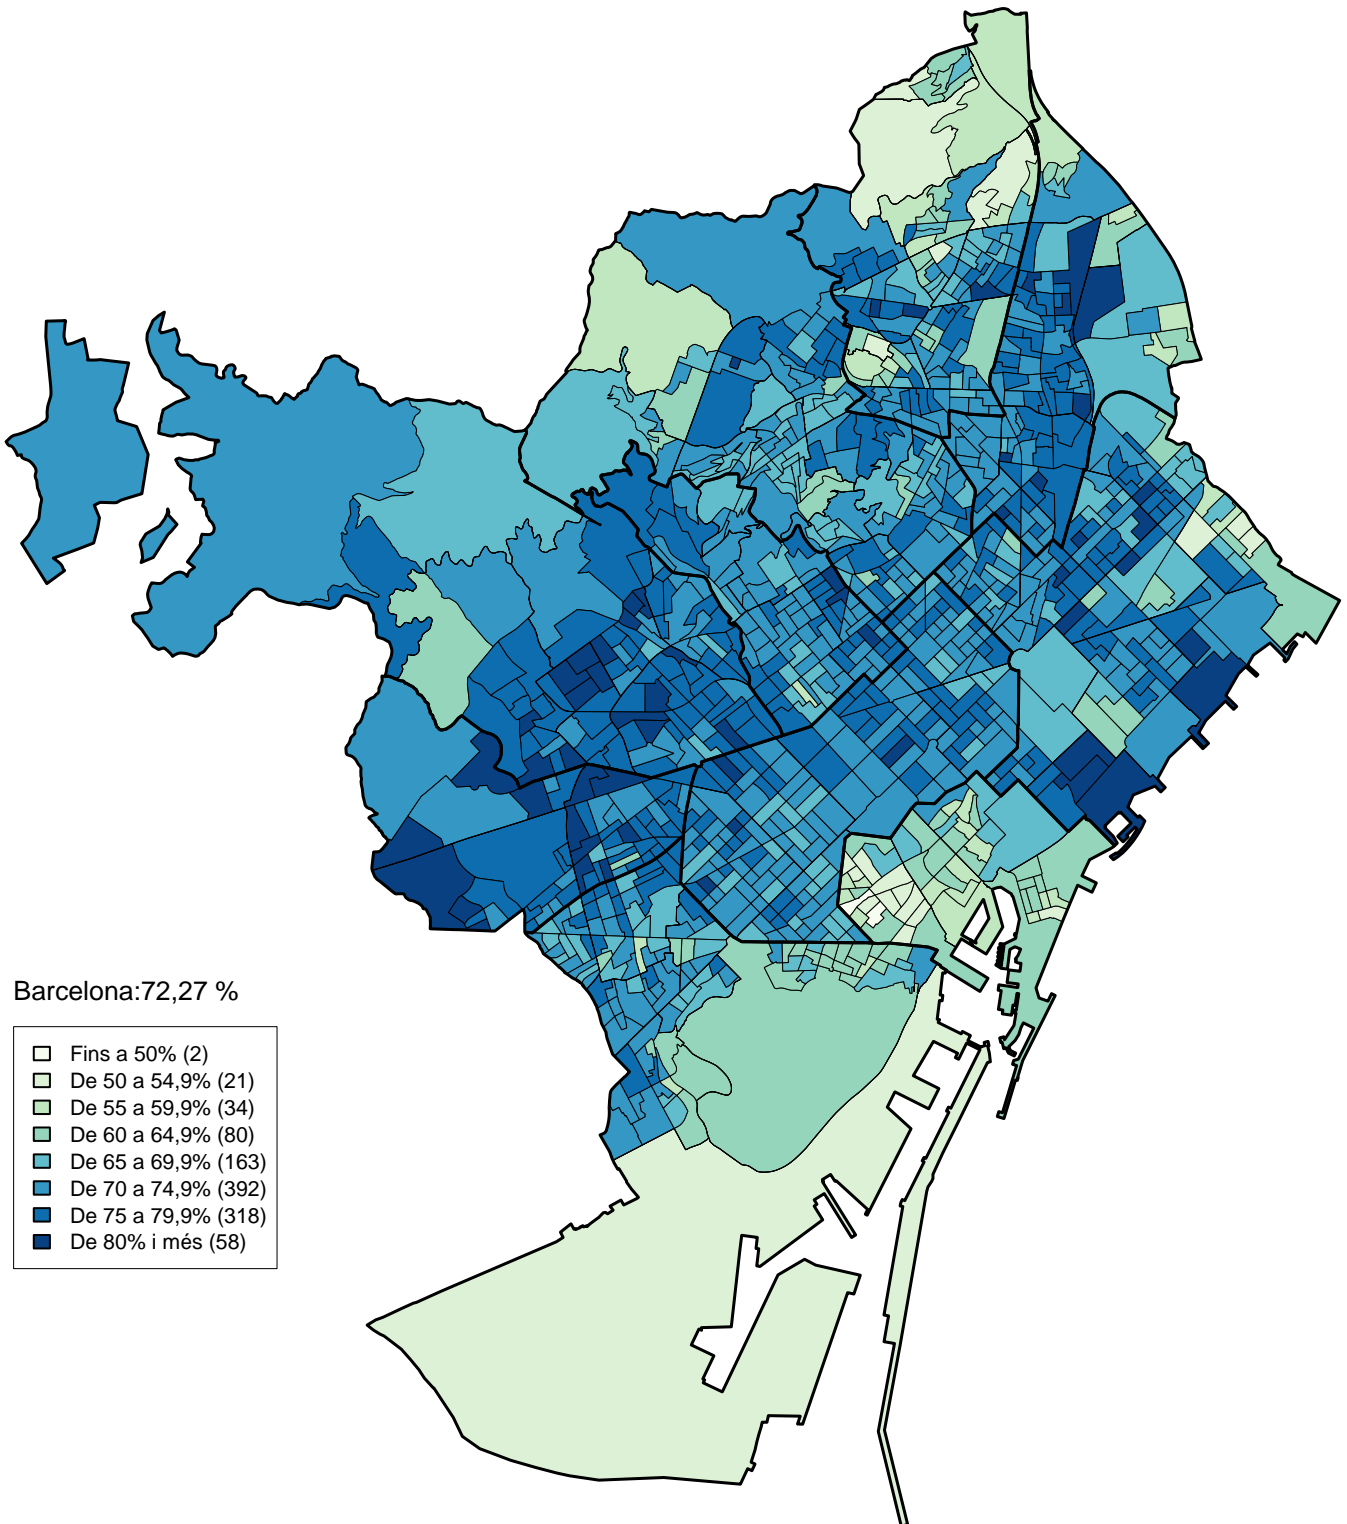 Barcelona:72,27 %
Fins a 50% (2)
De 50 a 54,9% (21)
De 55 a 59,9% (34)
De 60 a 64,9% (80)
De 65 a 69,9% (163)
De 70 a 74,9% (392)
De 75 a 79,9% (318)
De 80% i més (58)